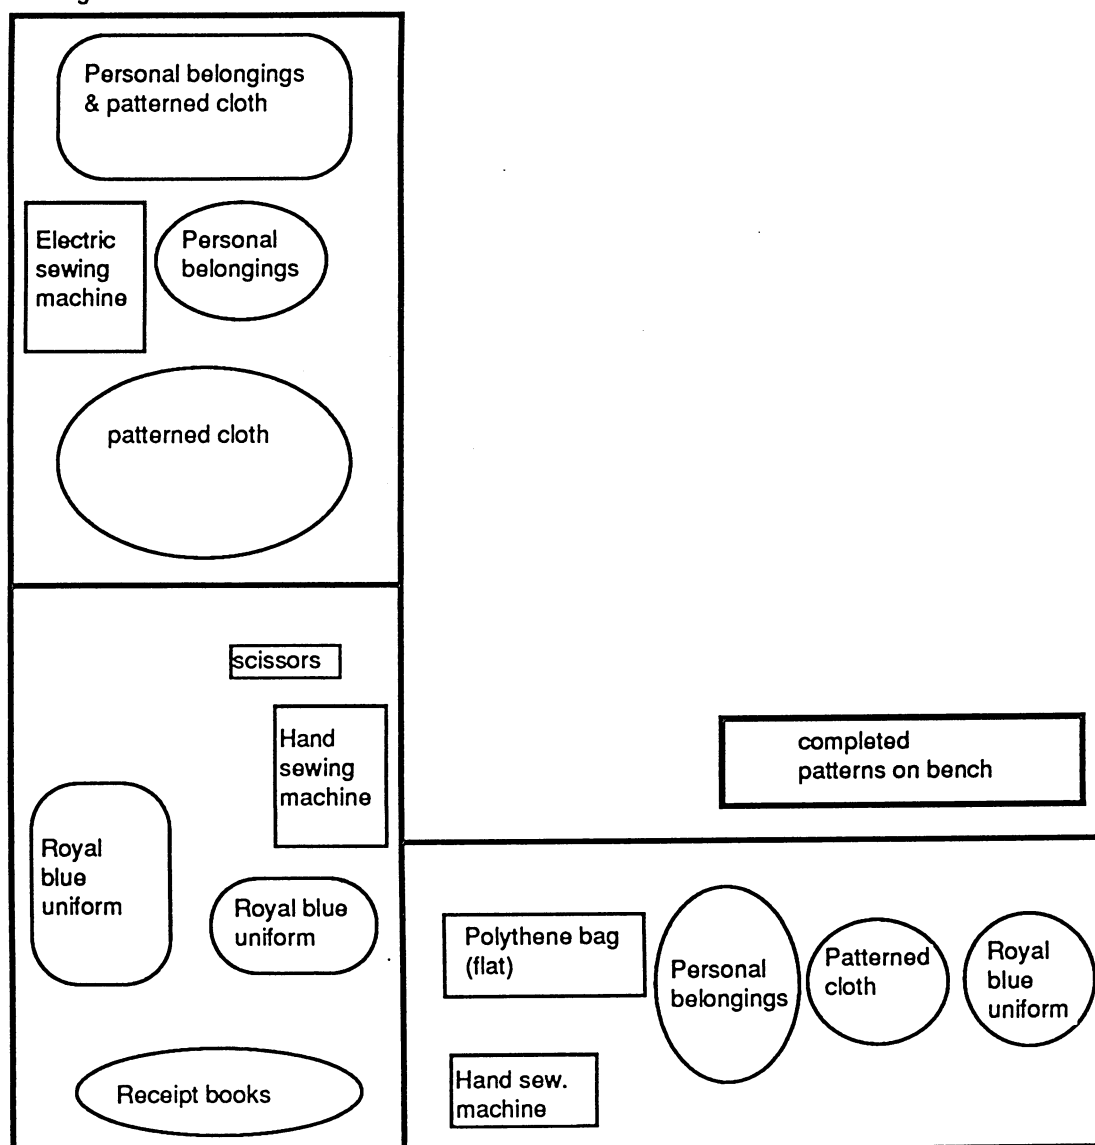 Personal belongings
& patterned cloth
Electric
sewing
machine
Personal
belongings
patterned cloth
scissors
Hand
sewing
machine
completed
patterns on bench
Royal
blue
uniform
Royal blue
uniform
Polythene bag
(flat)
Personal
belongings
Patterned
cloth
Royal
blue
uniform
Receipt books
Hand sew.
machine